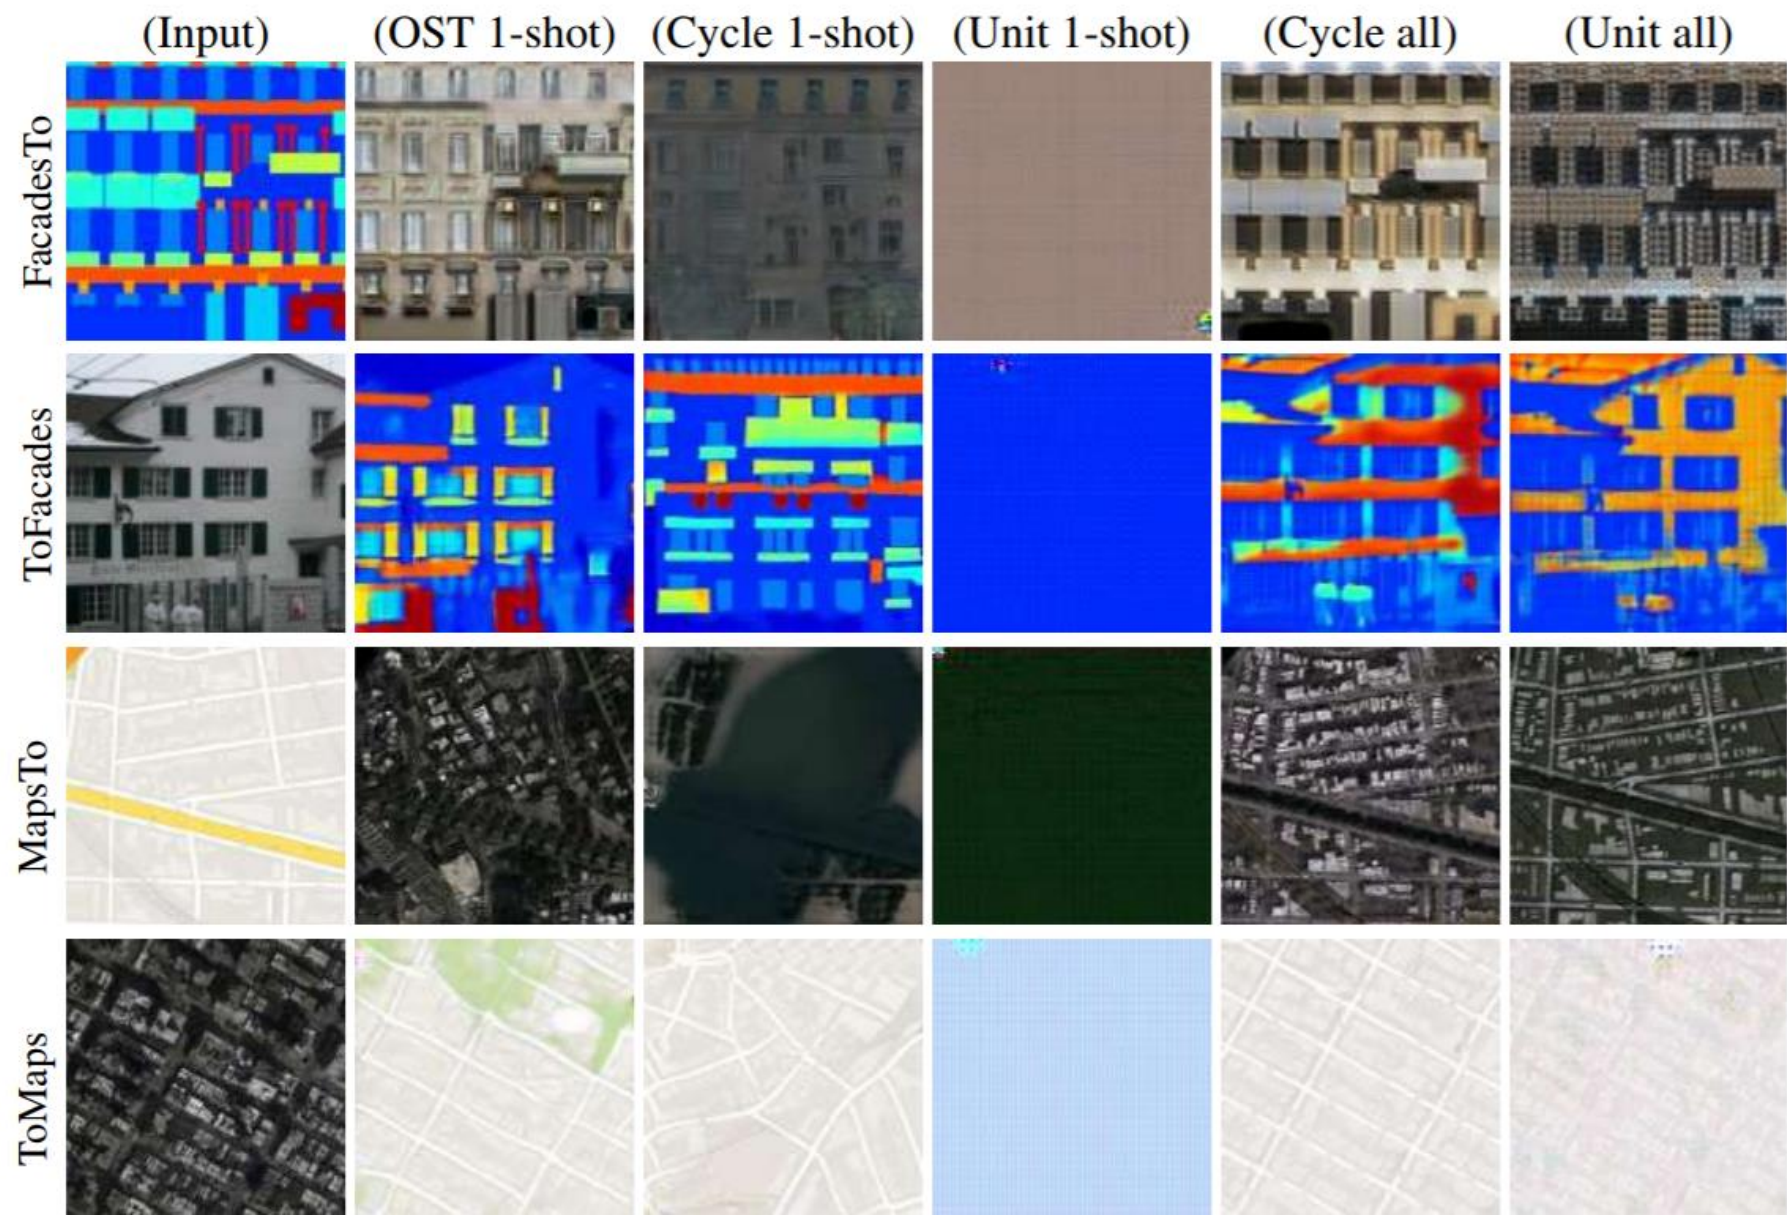 (Input) (OST 1-shot) (Cycle 1-shot) (Unit 1-shot) (Cycle all) (Unit all)
FacadesTo
ToFacades
MapsTo
ToMaps